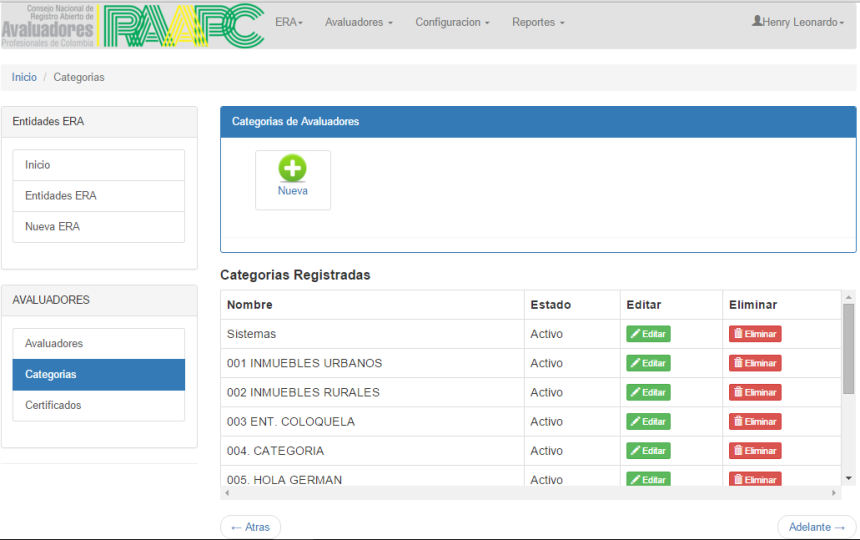 Consejo Nacional de
Registro Abierto de
Avaluadores
Profesionales de Colombia
ERA
Avaluadores
Configuracion
Reportes
Henry Leonardo
Inicio / Categorias
Entidades ERA
Inicio
Entidades ERA
Nueva ERA
AVALUADORES
Avaluadores
Categorias
Certificados
Categorias de Avaluadores
Nueva
Categorias Registradas
Nombre Estado Editar Eliminar
Sistemas Activo Editar Eliminar
001 INMUEBLES URBANOS Activo Editar Eliminar
002 INMUEBLES RURALES Activo Editar Eliminar
003 ENT. COLOQUELA Activo Editar Eliminar
004. CATEGORIA Activo Editar Eliminar
005. HOLA GERMAN Activo Editar Eliminar
← Atras
Adelante →